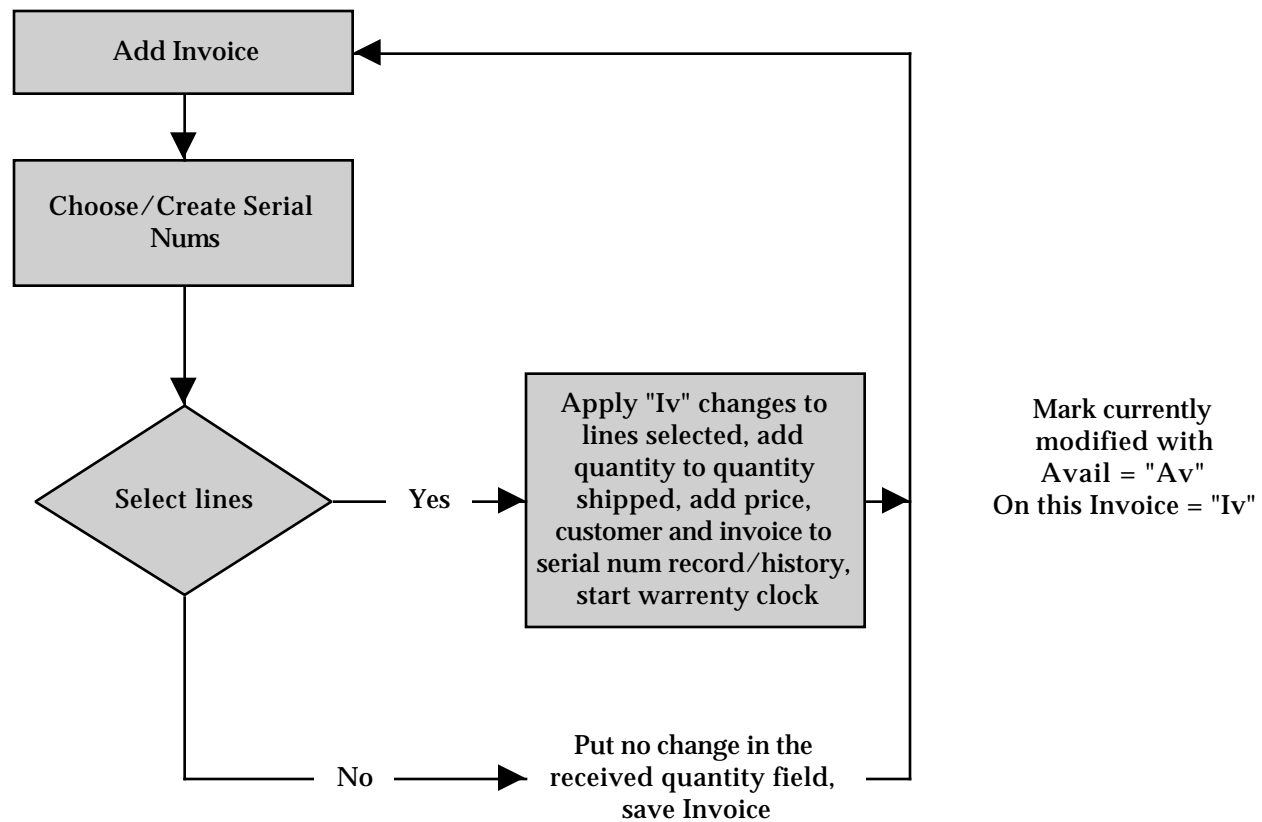 Add Invoice
Choose/Create Serial
Nums
Select lines
Yes
Apply "Iv" changes to
lines selected, add
quantity to quantity
shipped, add price,
customer and invoice to
serial num record/history,
start warrenty clock
Mark currently
modified with
Avail = "Av"
On this Invoice = "Iv"
No
Put no change in the
received quantity field,
save Invoice